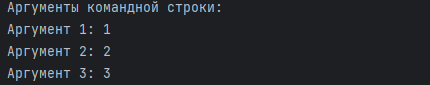 Аргументы командной строки:
Аргумент 1: 1
Аргумент 2: 2
Аргумент 3: 3